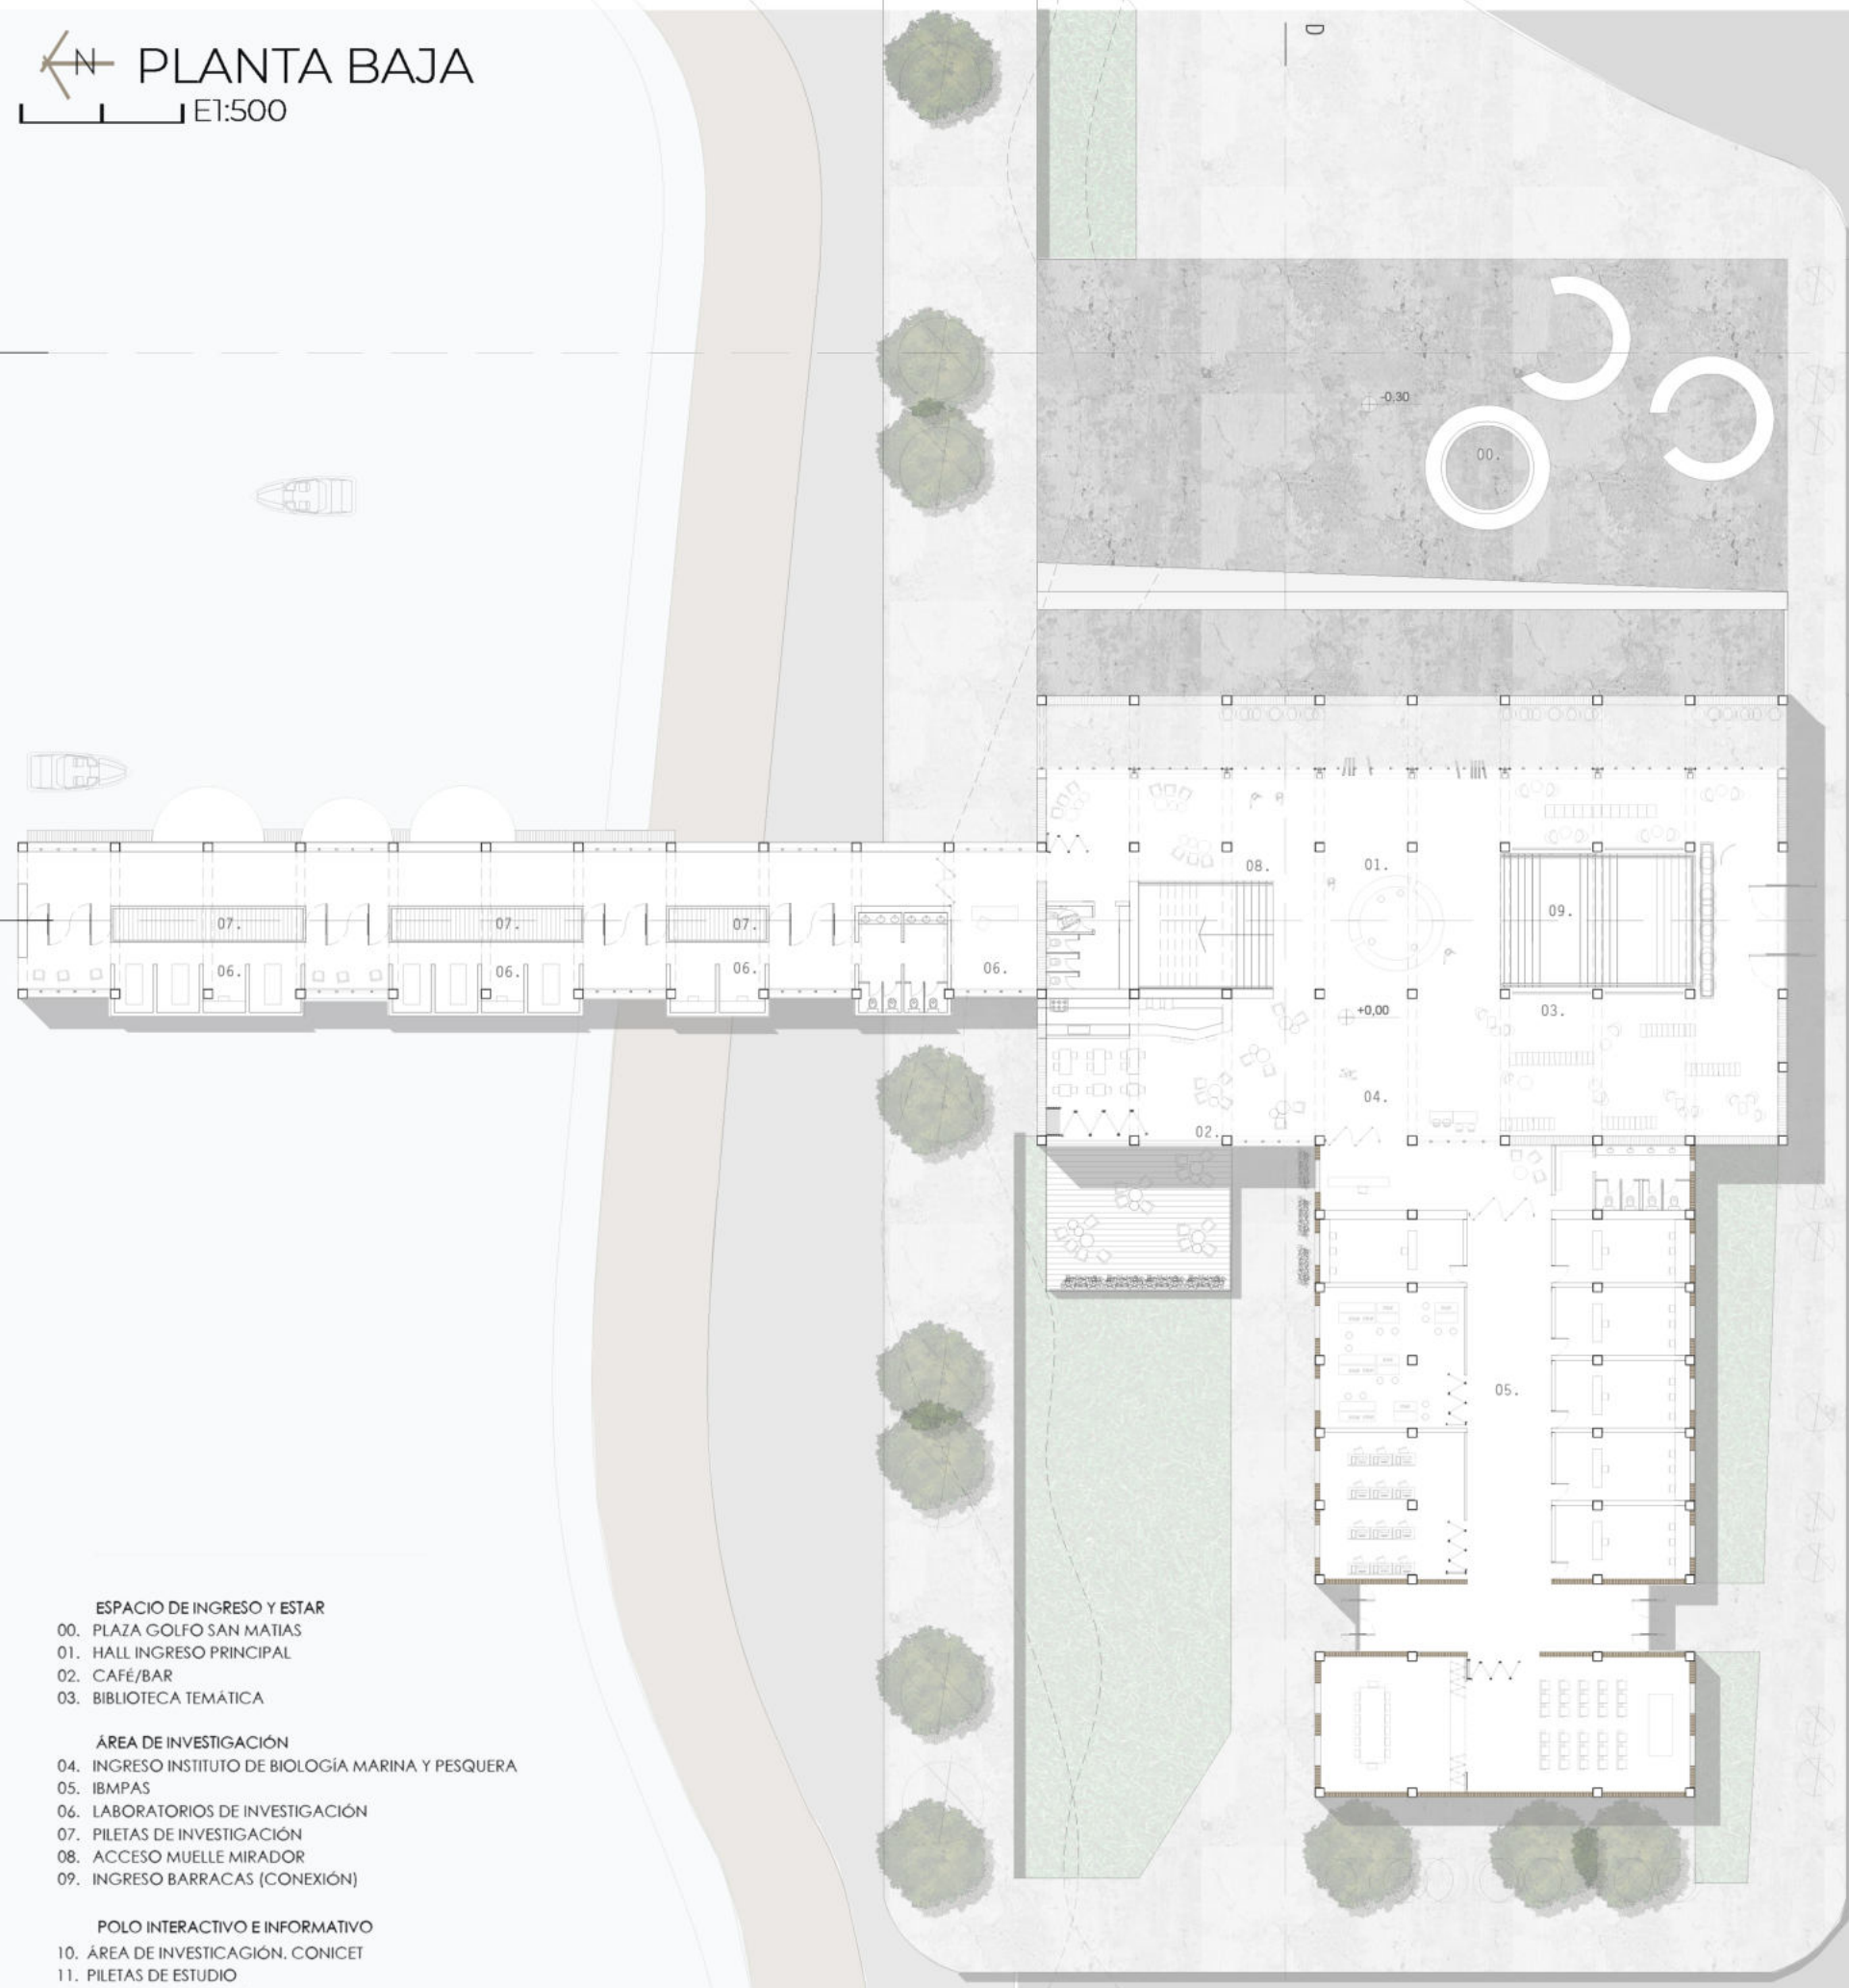 N PLANTA BAJA
E1:500
D
-0.30
00.
08.
01.
09.
07.
07.
07.
06.
06.
06.
06.
+0,00
03.
04.
02.
05.
ESPACIO DE INGRESO Y ESTAR
00. PLAZA GOLFO SAN MATIAS
01. HALL INGRESO PRINCIPAL
02. CAFÉ/BAR
03. BIBLIOTECA TEMÁTICA
ÁREA DE INVESTIGACIÓN
04. INGRESO INSTITUTO DE BIOLOGÍA MARINA Y PESQUERA
05. IBMPAS
06. LABORATORIOS DE INVESTIGACIÓN
07. PILETAS DE INVESTIGACIÓN
08. ACCESO MUELLE MIRADOR
09. INGRESO BARRACAS (CONEXIÓN)
POLO INTERACTIVO E INFORMATIVO
10. ÁREA DE INVESTICAGIÓN. CONICET
11. PILETAS DE ESTUDIO